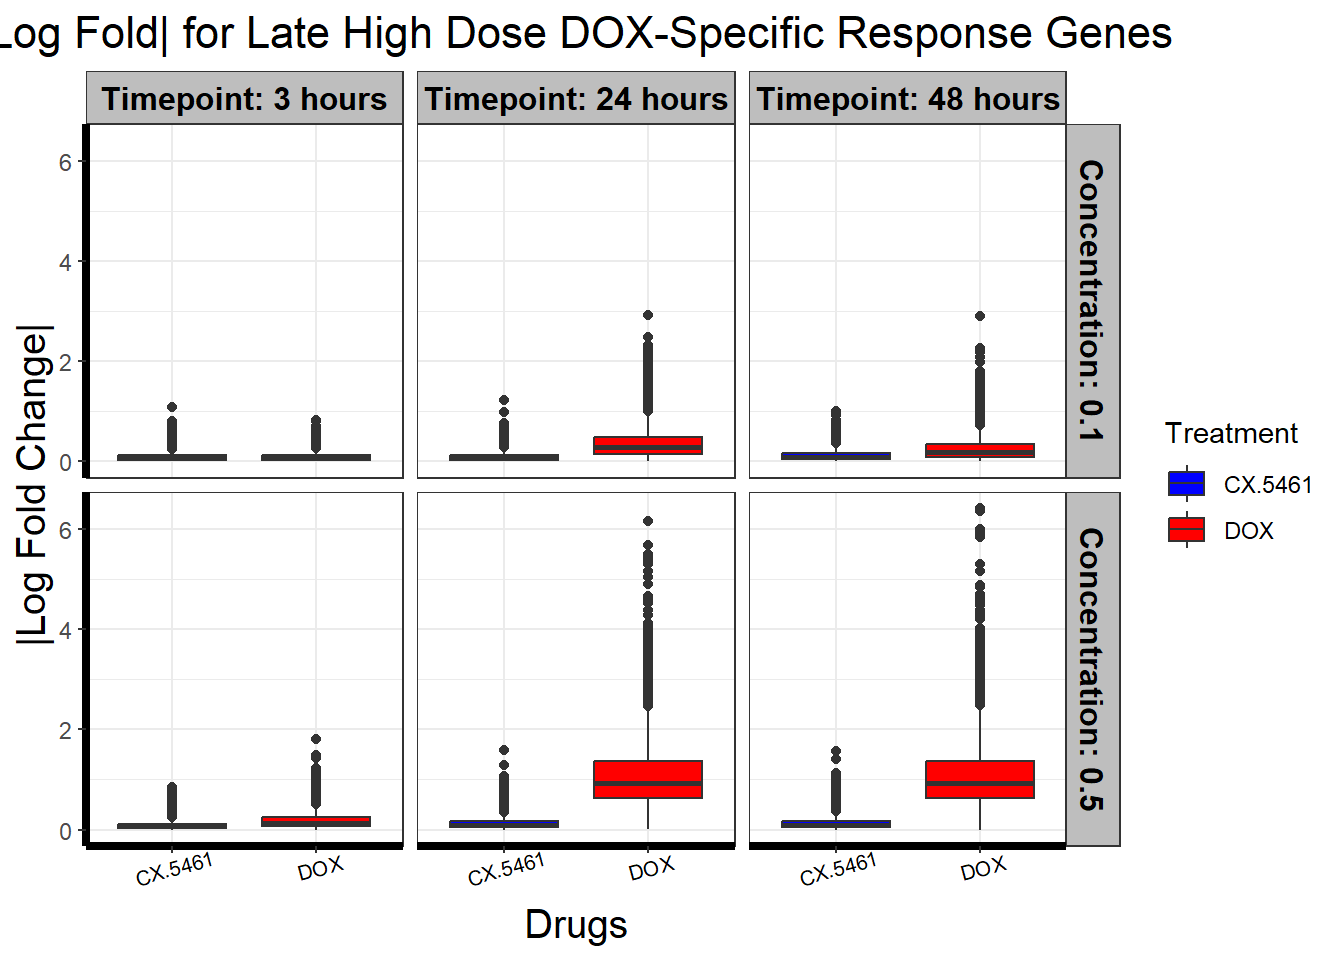 Log Fold| for Late High Dose DOX-Specific Response Genes
Timepoint: 3 hours
Timepoint: 24 hours
Timepoint: 48 hours
Concentration: 0.1
Concentration: 0.5
|Log Fold Change|
6
4
2
0
6
4
2
0
CX.5461
DOX
CX.5461
DOX
CX.5461
DOX
Drugs
Treatment
CX.5461
DOX